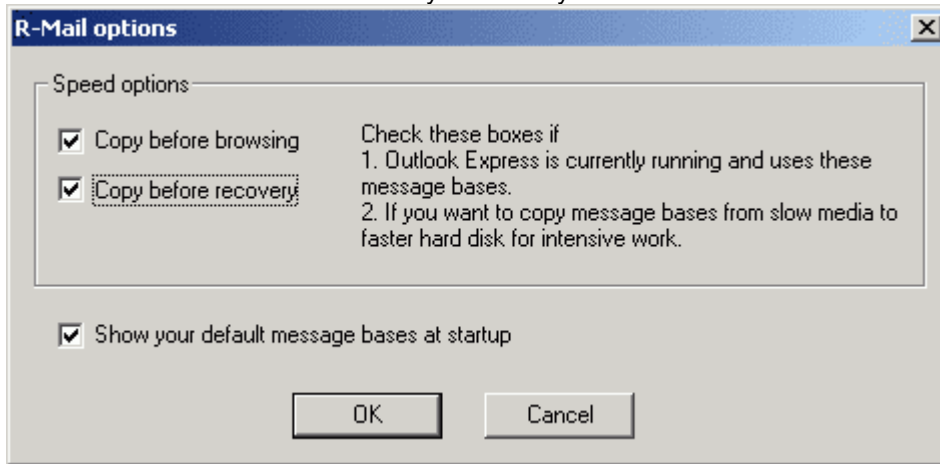 R-Mail options
Speed options
Copy before browsing
Copy before recovery
Check these boxes if
1. Outlook Express is currently running and uses these
message bases.
2. If you want to copy message bases from slow media to
faster hard disk for intensive work.
Show your default message bases at startup
OK
Cancel